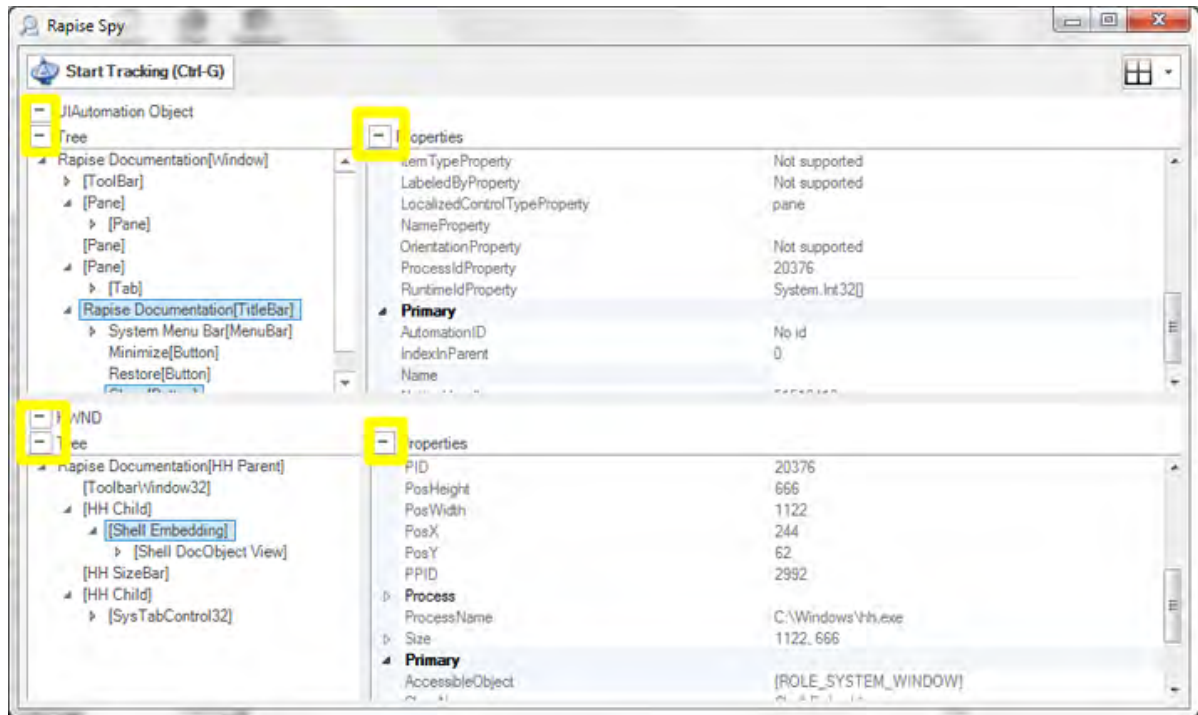 Rapise Spy
Start Tracking (Ctrl-G)
UIAutomation Object
Tree
Properties
Rapise Documentation[Window]
[ToolBar]
[Pane]
[Pane]
[Pane]
[Pane]
[Tab]
Rapise Documentation[TitleBar]
System Menu Bar[MenuBar]
Minimize[Button]
Restore[Button]
ItemTypeProperty Not supported
LabeledByProperty Not supported
LocalizedControlTypeProperty pane
NameProperty
OrientationProperty Not supported
ProcessIdProperty 20376
RuntimeIdProperty System.Int32[]
Primary
AutomationID No id
IndexInParent 0
Name
HWND
Tree
Properties
Rapise Documentation[HH Parent]
[ToolbarWindow32]
[HH Child]
[Shell Embedding]
[Shell DocObject View]
[HH SizeBar]
[HH Child]
[SysTabControl32]
PID 20376
PosHeight 666
PosWidth 1122
PosX 244
PosY 62
PPID 2992
Process
ProcessName C:\Windows\hh.exe
Size 1122, 666
Primary
AccessibleObject [ROLE_SYSTEM_WINDOW]